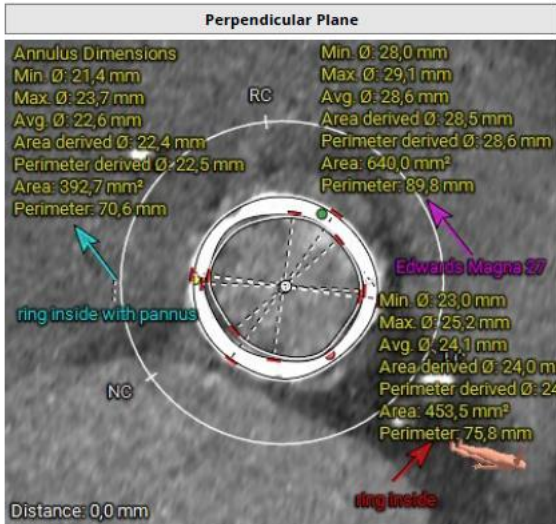 Perpendicular Plane
Annulus Dimensions
Min. Ø: 21,4 mm
Max. Ø: 23,7 mm
Avg. Ø: 22,6 mm
Area derived Ø: 22,4 mm
Perimeter derived Ø: 22,5 mm
Area: 392,7 mm²
Perimeter: 70,6 mm
RC
Min. Ø: 28,0 mm
Max. Ø: 29,1 mm
Avg. Ø: 28,6 mm
Area derived Ø: 28,5 mm
Perimeter derived Ø: 28,6 mm
Area: 640,0 mm²
Perimeter: 89,8 mm
Edwards Magna 27
ring inside with pannus
Min. Ø: 23,0 mm
Max. Ø: 25,2 mm
Avg. Ø: 24,1 mm
Area derived Ø: 24,0 m
Perimeter derived Ø: 24
Area: 453,5 mm²
Perimeter: 75,8 mm
NC
ring inside
Distance: 0,0 mm